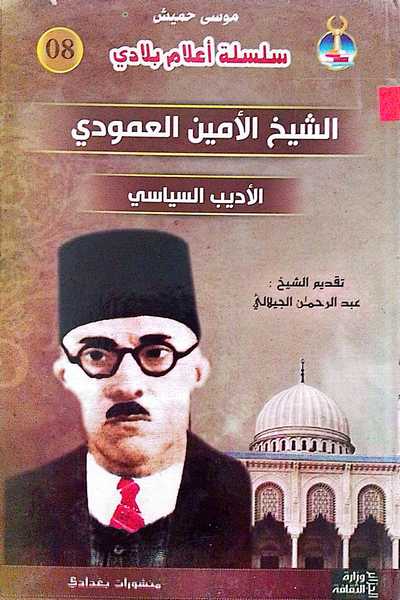 موسى حميش
سلسلة أعلام بلادي
08
الشيخ الأمين العمودي
الأديب السياسي
تقديم الشيخ :
عبد الرحمن الجيلالي
منشورات بغدادي
وزارة
الثقافة